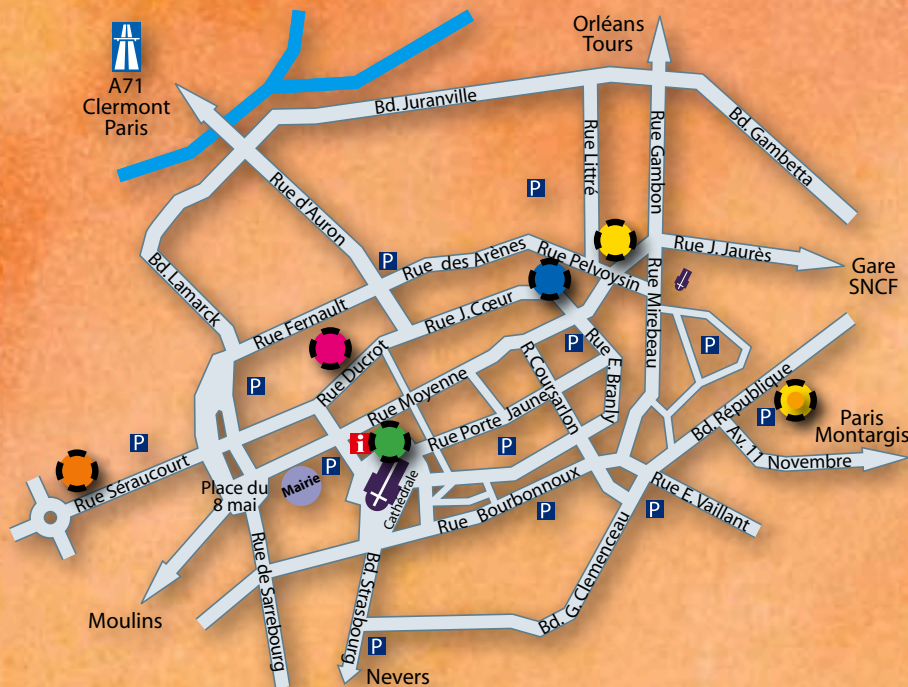 Orléans
Tours
A71
Clermont
Paris
Bd. Juranville
Bd. Gambetta
Rue Littré
Rue Gambon
P
Rue d'Auron
Rue J. Jaurès
Gare
SNCF
P
Rue des Arènes
Rue Pelvoysin
Rue Mirebeau
Bd. Lamarck
Rue Fernault
Rue J. Cœur
P
P
Rue Ducrot
Rue Moyenne
R. Coursarlon
Rue E. Branly
P
Bd. République
P
Paris
Montargis
Av. 11 Novembre
P
i
Rue Porte Jaune
P
Rue Séraucourt
Place du
8 mai
Mairie
P
Cathédrale
Rue Bourbonnoux
P
P
Rue E. Vaillant
Rue de Sarrebourg
Bd. Strasbourg
Bd. G. Clemenceau
Moulins
P
Nevers